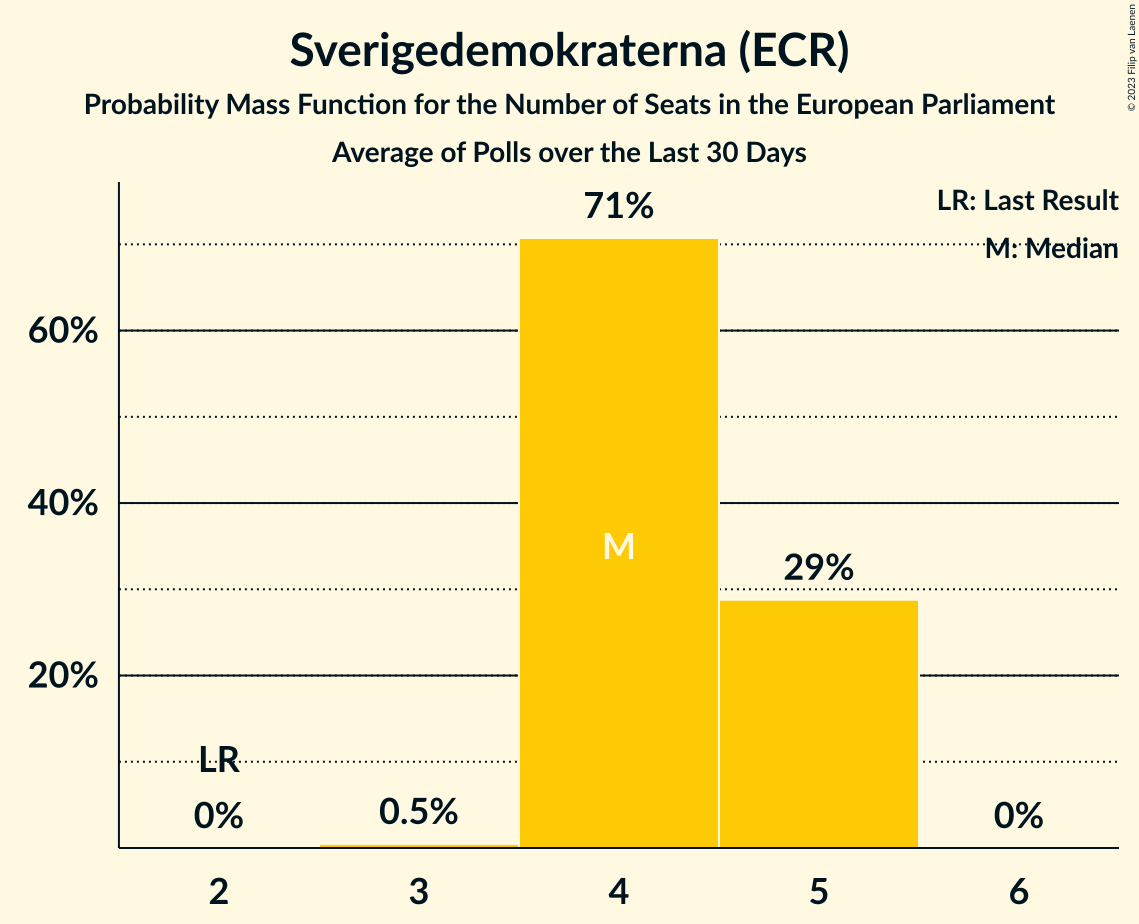 Sverigedemokraterna (ECR)
Probability Mass Function for the Number of Seats in the European Parliament
Average of Polls over the Last 30 Days
© 2023 Filip van Laenen
LR: Last Result
M: Median
71%
60%
M
40%
29%
20%
LR
0%
0.5%
0%
2
3
4
5
6